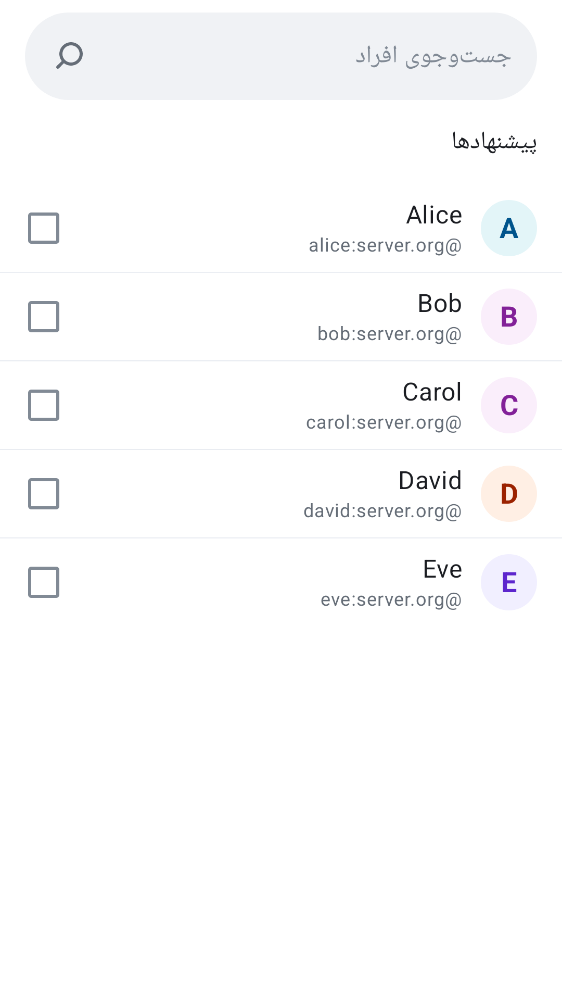 جست‌وجوی افراد
پیشنهادها
A
Alice
alice:server.org@
B
Bob
bob:server.org@
C
Carol
carol:server.org@
D
David
david:server.org@
E
Eve
eve:server.org@